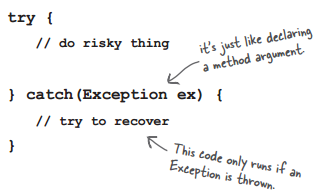 try {
// do risky thing
it's just like declaring
a method argument.
} catch(Exception ex) {
// try to recover
}
This code only runs if an
Exception is thrown.